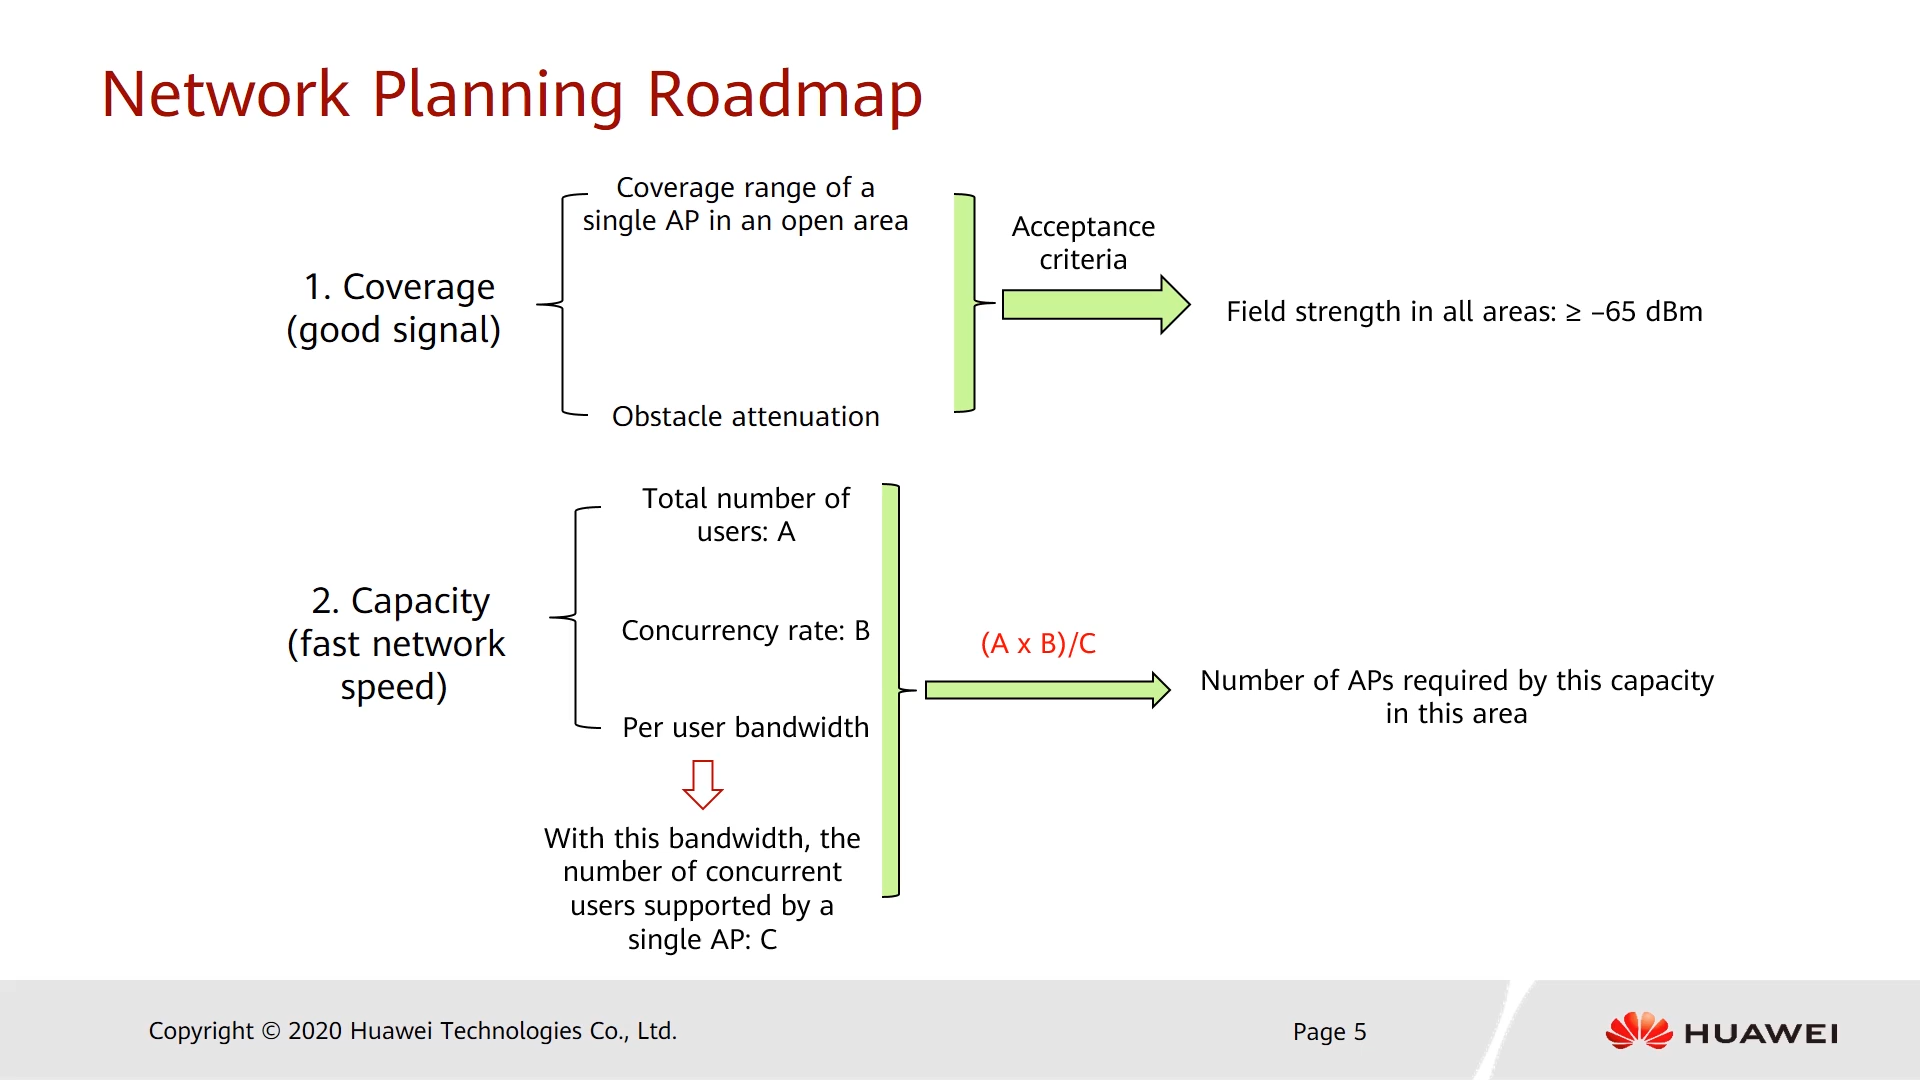 Network Planning Roadmap
Coverage range of a
single AP in an open area
Acceptance
criteria
1. Coverage
(good signal)
Field strength in all areas: ≥ –65 dBm
Obstacle attenuation
Total number of
users: A
2. Capacity
(fast network
speed)
Concurrency rate: B
(A x B)/C
Number of APs required by this capacity
in this area
Per user bandwidth
With this bandwidth, the
number of concurrent
users supported by a
single AP: C
Copyright © 2020 Huawei Technologies Co., Ltd.
Page 5
HUAWEI